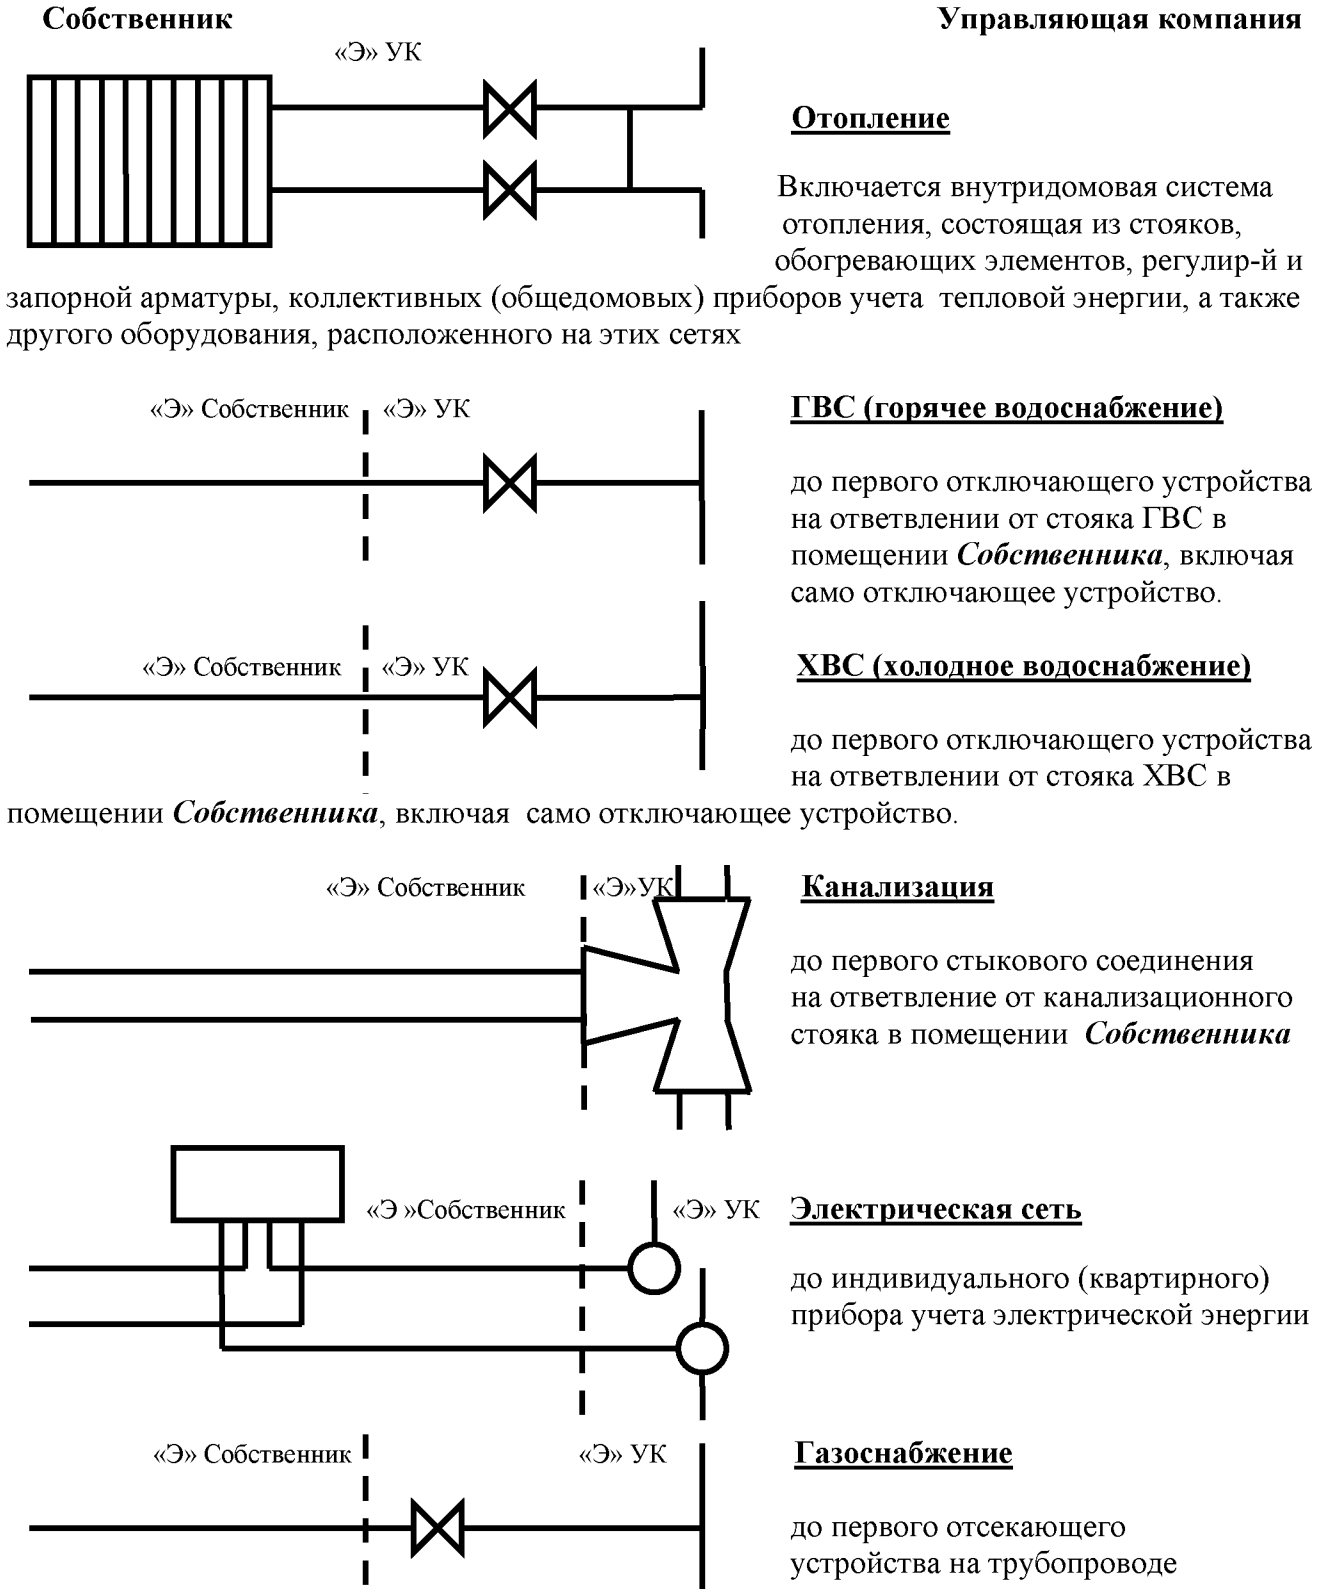 Собственник Управляющая компания
«Э» УК
Отопление
Включается внутридомовая система
отопления, состоящая из стояков,
обогревающих элементов, регулир-й и
запорной арматуры, коллективных (общедомовых) приборов учета тепловой энергии, а также
другого оборудования, расположенного на этих сетях
«Э» Собственник «Э» УК
ГВС (горячее водоснабжение)
до первого отключающего устройства
на ответвлении от стояка ГВС в
помещении Собственника, включая
само отключающее устройство.
«Э» Собственник «Э» УК
ХВС (холодное водоснабжение)
до первого отключающего устройства
на ответвлении от стояка ХВС в
помещении Собственника, включая само отключающее устройство.
«Э» Собственник «Э»УК
Канализация
до первого стыкового соединения
на ответвление от канализационного
стояка в помещении Собственника
«Э »Собственник «Э» УК
Электрическая сеть
до индивидуального (квартирного)
прибора учета электрической энергии
«Э» Собственник «Э» УК
Газоснабжение
до первого отсекающего
устройства на трубопроводе